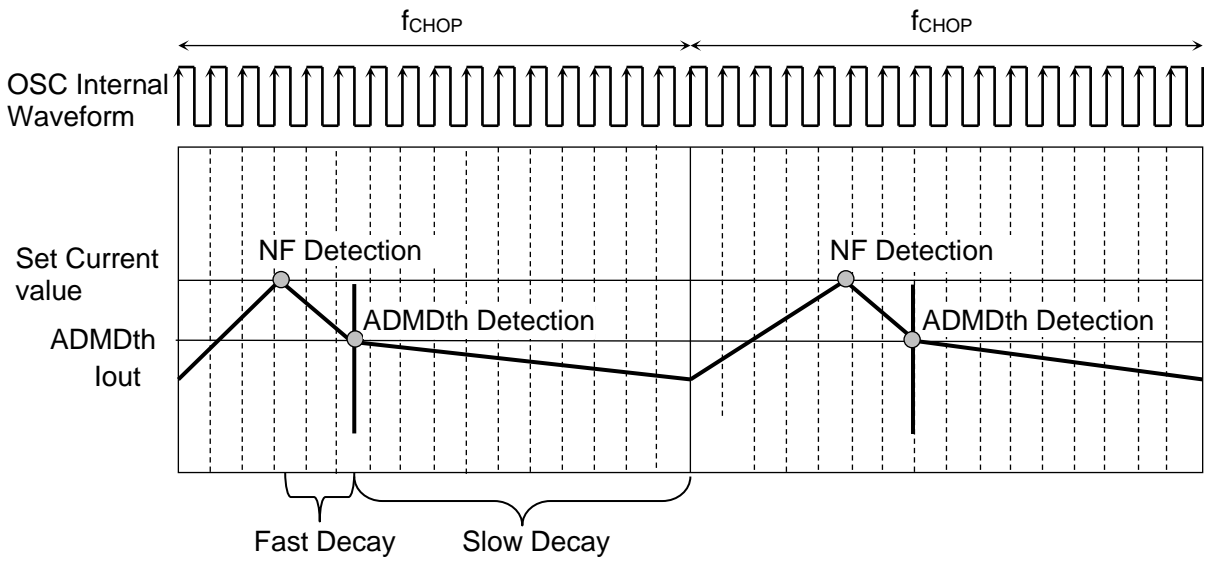 fCHOP
fCHOP
OSC Internal
Waveform
NF Detection
NF Detection
Set Current
value
ADMDth Detection
ADMDth Detection
ADMDth
Iout
Fast Decay
Slow Decay